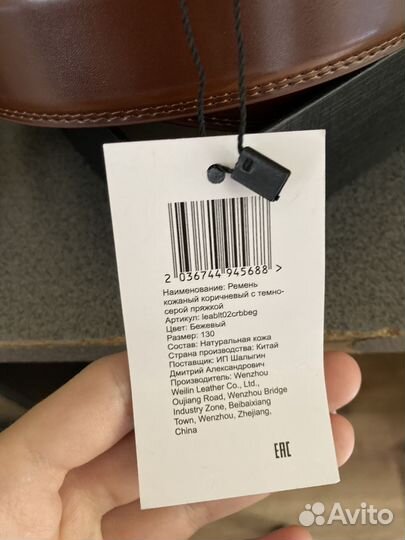 2 036744 945688 >
Наименование: Ремень
кожаный коричневый с темно-
серой пряжкой
Артикул: leablt02crbbeg
Цвет: Бежевый
Размер: 130
Состав: Натуральная кожа
Страна производства: Китай
Поставщик: ИП Шалыгин
Дмитрий Александрович
Производитель: Wenzhou
Weilin Leather Co., Ltd.,
Oujiang Road, Wenzhou Bridge
Industry Zone, Beibaixiang
Town, Wenzhou, Zhejiang,
China
EAC
Avito